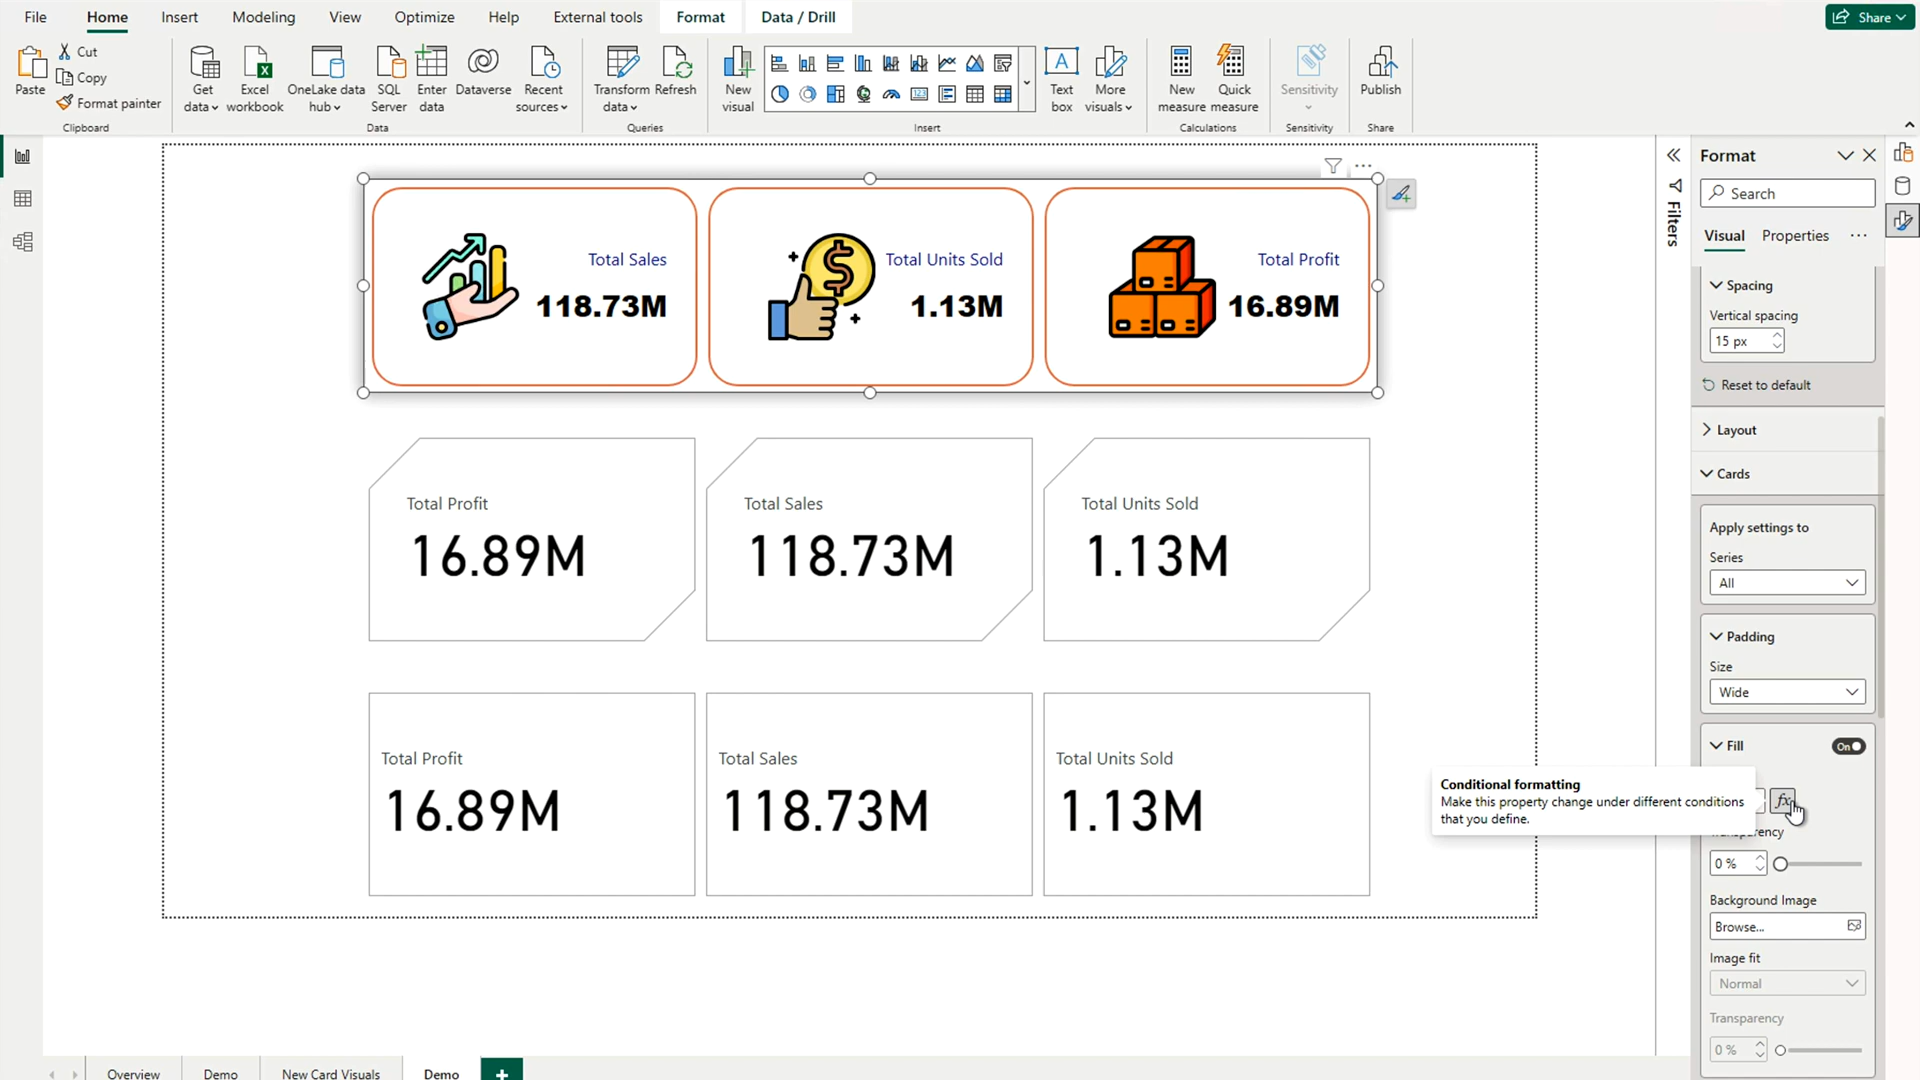 File Home Insert Modeling View Optimize Help External tools Format Data / Drill Share
Paste
Cut
Copy
Format painter
Clipboard
Get data
Excel workbook
OneLake data hub
SQL Server
Enter data
Dataverse
Recent sources
Data
Transform data
Refresh
Queries
New visual
Insert
A
Text box
More visuals
New measure
Quick measure
Calculations
Sensitivity
Sensitivity
Publish
Share
Total Sales
118.73M
Total Units Sold
1.13M
Total Profit
16.89M
Total Profit
16.89M
Total Sales
118.73M
Total Units Sold
1.13M
Total Profit
16.89M
Total Sales
118.73M
Total Units Sold
1.13M
Filters
Format
Search
Visual Properties
Spacing
Vertical spacing
15 px
Reset to default
Layout
Cards
Apply settings to
Series
All
Padding
Size
Wide
Fill On
Conditional formatting
Make this property change under different conditions
that you define.
fx
Transparency
0 %
Background Image
Browse...
Image fit
Normal
Transparency
0 %
Overview Demo New Card Visuals Demo +